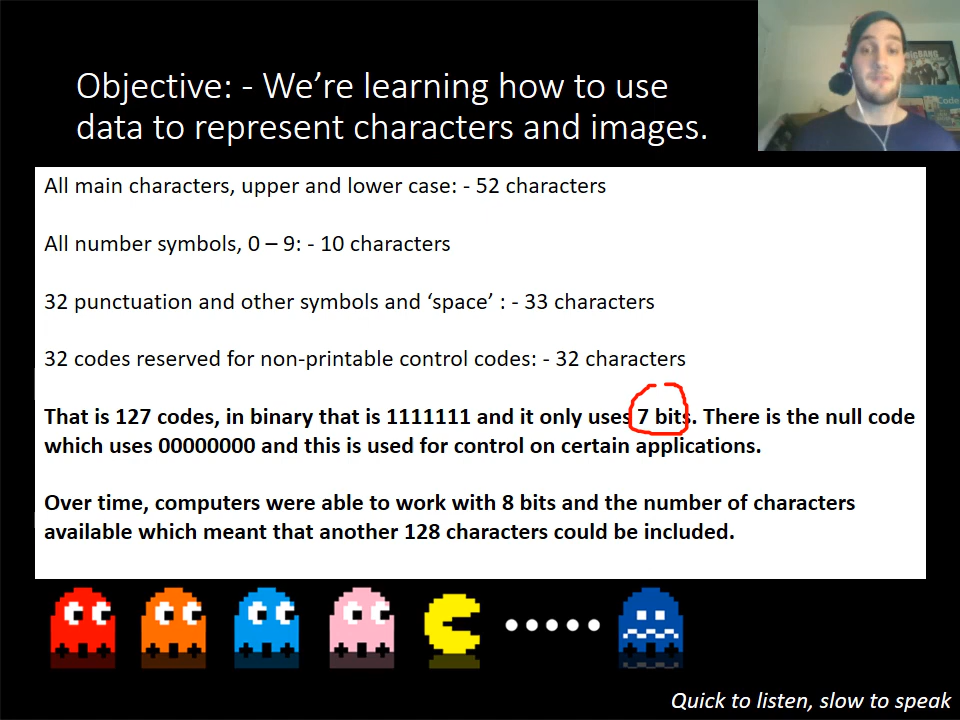 Objective: - We’re learning how to use
data to represent characters and images.
All main characters, upper and lower case: - 52 characters
All number symbols, 0 – 9: - 10 characters
32 punctuation and other symbols and ‘space’ : - 33 characters
32 codes reserved for non-printable control codes: - 32 characters
That is 127 codes, in binary that is 1111111 and it only uses 7 bits. There is the null code
which uses 00000000 and this is used for control on certain applications.
Over time, computers were able to work with 8 bits and the number of characters
available which meant that another 128 characters could be included.
Quick to listen, slow to speak